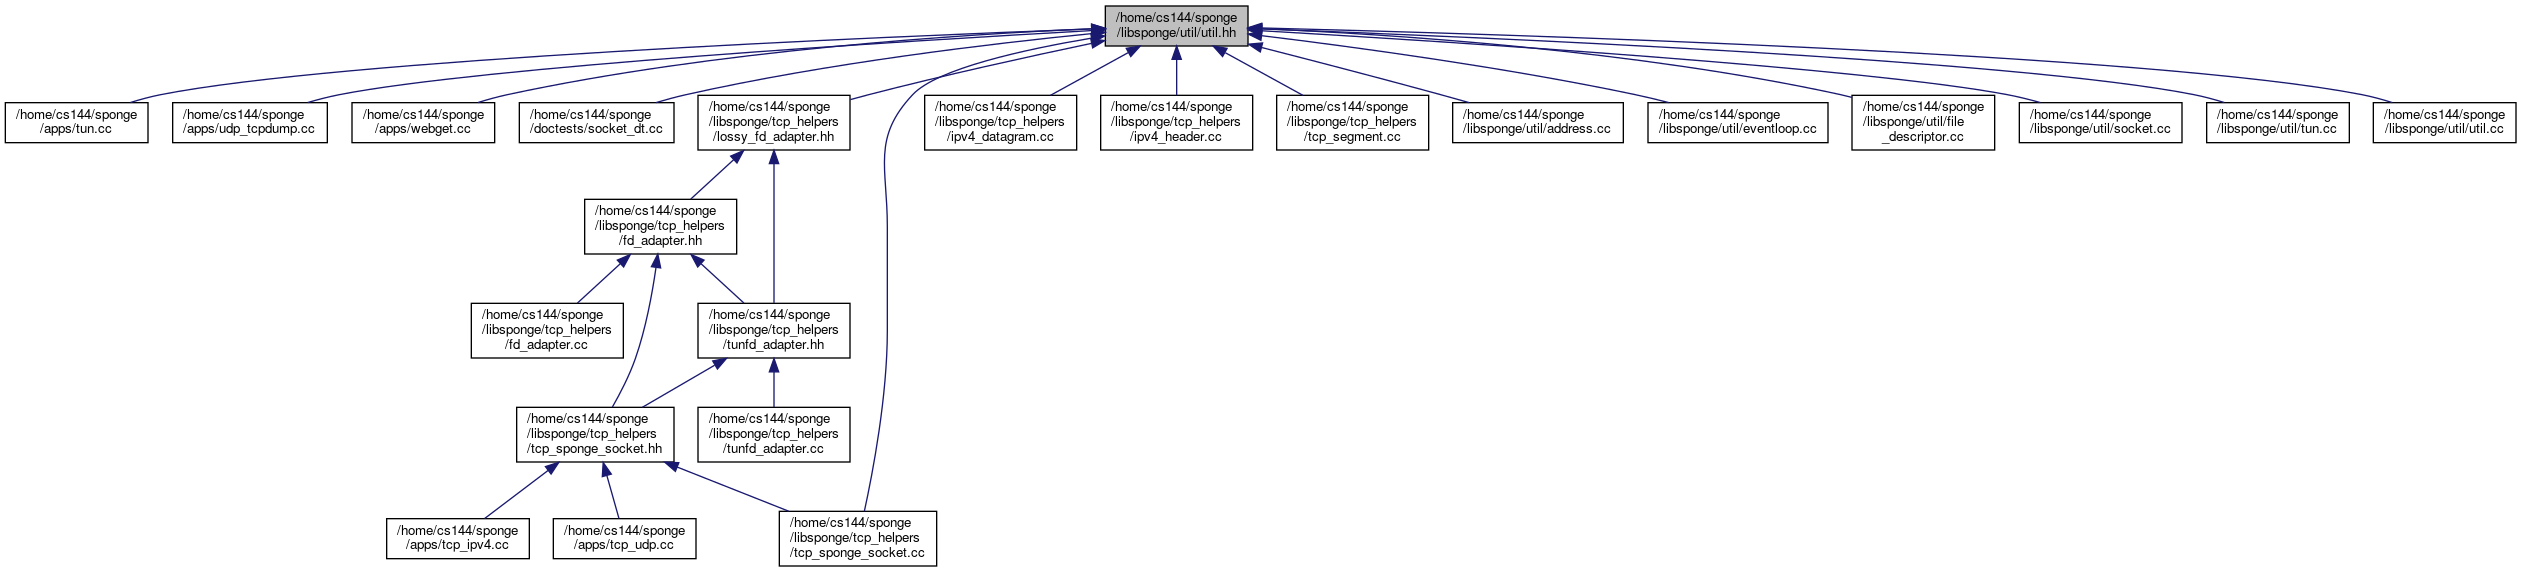 /home/cs144/sponge
/libsponge/util/util.hh
/home/cs144/sponge
/apps/tun.cc
/home/cs144/sponge
/apps/udp_tcpdump.cc
/home/cs144/sponge
/apps/webget.cc
/home/cs144/sponge
/doctests/socket_dt.cc
/home/cs144/sponge
/libsponge/tcp_helpers
/lossy_fd_adapter.hh
/home/cs144/sponge
/libsponge/tcp_helpers
/ipv4_datagram.cc
/home/cs144/sponge
/libsponge/tcp_helpers
/ipv4_header.cc
/home/cs144/sponge
/libsponge/tcp_helpers
/tcp_segment.cc
/home/cs144/sponge
/libsponge/util/address.cc
/home/cs144/sponge
/libsponge/util/eventloop.cc
/home/cs144/sponge
/libsponge/util/file
_descriptor.cc
/home/cs144/sponge
/libsponge/util/socket.cc
/home/cs144/sponge
/libsponge/util/tun.cc
/home/cs144/sponge
/libsponge/util/util.cc
/home/cs144/sponge
/libsponge/tcp_helpers
/fd_adapter.hh
/home/cs144/sponge
/libsponge/tcp_helpers
/fd_adapter.cc
/home/cs144/sponge
/libsponge/tcp_helpers
/tunfd_adapter.hh
/home/cs144/sponge
/libsponge/tcp_helpers
/tcp_sponge_socket.hh
/home/cs144/sponge
/libsponge/tcp_helpers
/tunfd_adapter.cc
/home/cs144/sponge
/apps/tcp_ipv4.cc
/home/cs144/sponge
/apps/tcp_udp.cc
/home/cs144/sponge
/libsponge/tcp_helpers
/tcp_sponge_socket.cc